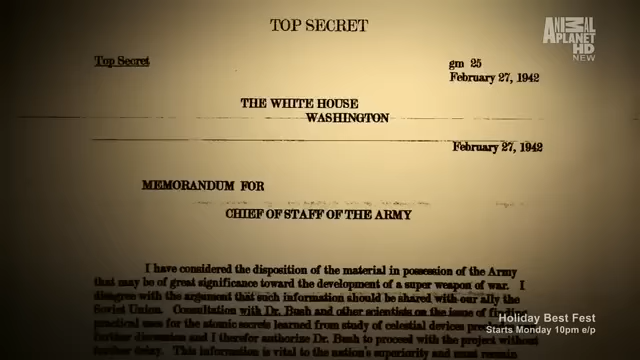 TOP SECRET
ANIMAL PLANET HD
NEW
Top Secret
gm 25
February 27, 1942
THE WHITE HOUSE
WASHINGTON
February 27, 1942
MEMORANDUM FOR
CHIEF OF STAFF OF THE ARMY
I have considered the disposition of the material in possession of the Army
that may be of great significance toward the development of a super weapon of war. I
disagree with the argument that such information should be shared with our ally the
Soviet Union. Consultation with Dr. Bush and other scientists on the issue of finding
practical uses for the atomic secrets learned from study of celestial devices
further discussion and I therefore authorize Dr. Bush to proceed with the project without
further delay. This information is vital to the nation's superiority and must
Holiday Best Fest
Starts Monday 10pm e/p